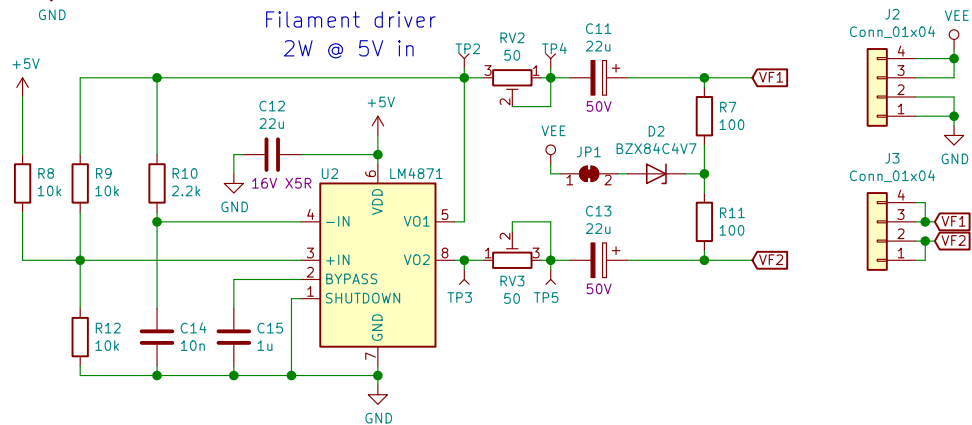 GND
Filament driver
2W @ 5V in
+5V
R8
10k
R9
10k
R10
2.2k
C12
22u
16V X5R
GND
+5V
U2
LM4871
6
VDD
4
-IN
3
+IN
2
BYPASS
1
SHUTDOWN
VO1
5
VO2
8
GND
7
GND
R12
10k
C14
10n
C15
1u
TP2
RV2
50
3
1
2
TP4
C11
22u
+
50V
VF1
R7
100
VEE
JP1
1
2
D2
BZX84C4V7
R11
100
TP3
1
2
3
RV3
50
TP5
C13
22u
+
50V
VF2
J2
Conn_01x04
VEE
4
3
2
1
GND
J3
Conn_01x04
4
3
2
1
VF1
VF2